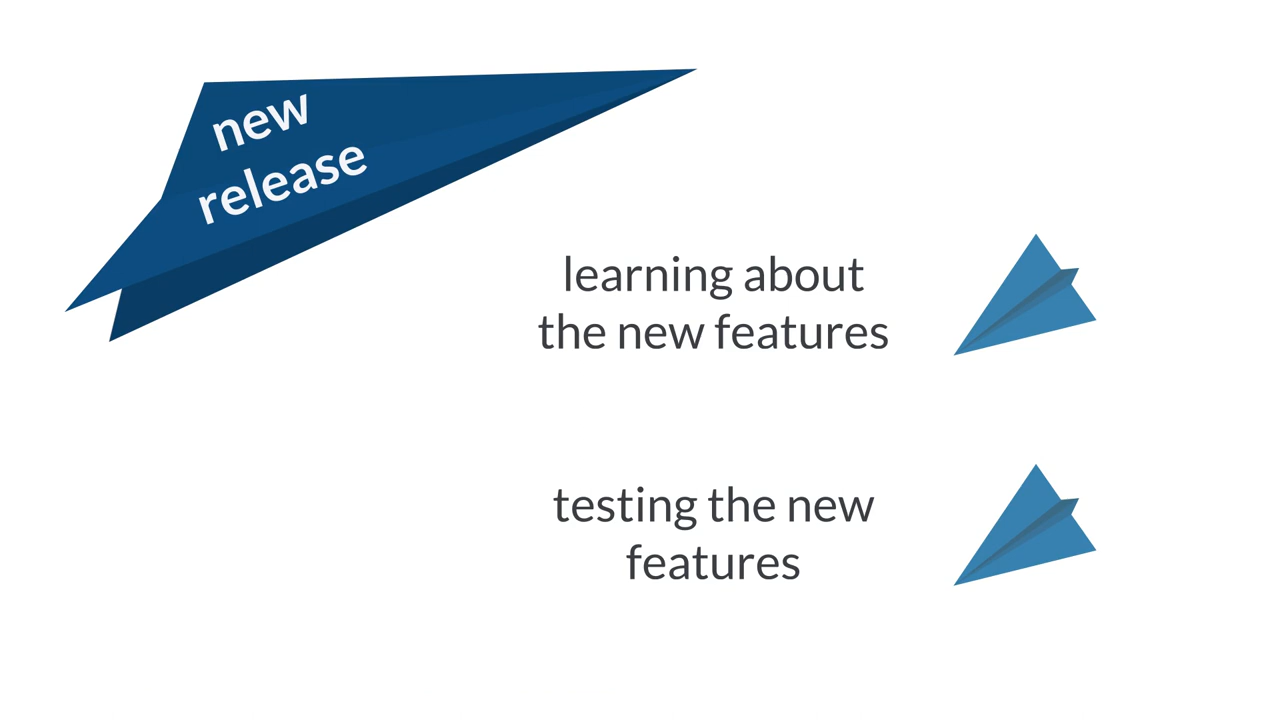 new
release
learning about
the new features
testing the new
features